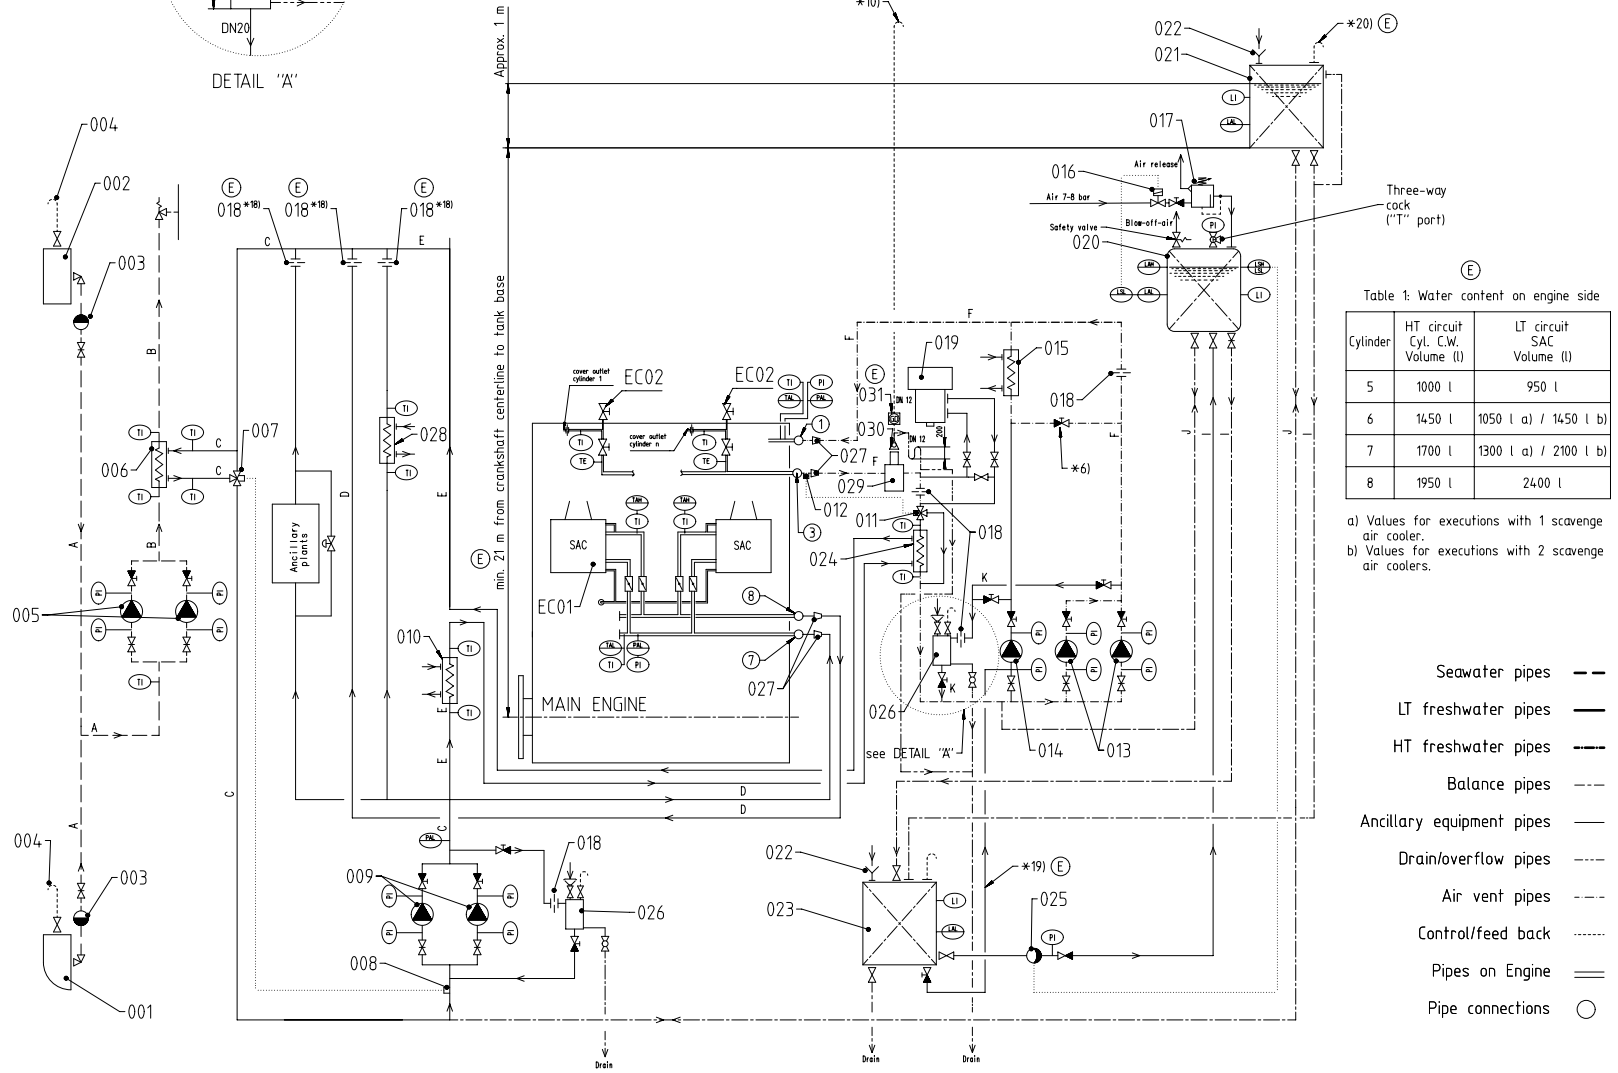 *10)
DN20
DETAIL "A"
Approx. 1 m
022
021
*20) E
LI
LAL
017
Air release
016
Air 7-8 bar
Three-way
cock
("T" port)
Blow-off-air
Safety valve
PI
020
LAH
LSH
LSL
LSL
LAL
LI
004
002
003
E
018*18)
E
018*18)
E
018*18)
C
E
B
min. 21 m from crankshaft centerline to tank base
E
Table 1: Water content on engine side
Cylinder
HT circuit
Cyl. C.W.
Volume (l)
LT circuit
SAC
Volume (l)
5 1000 l 950 l
6 1450 l 1050 l a) / 1450 l b)
7 1700 l 1300 l a) / 2100 l b)
8 1950 l 2400 l
a) Values for executions with 1 scavenge
air cooler.
b) Values for executions with 2 scavenge
air coolers.
F
F
019
015
018
E
031
DN 12
030
DN 12
200
F
F
*6)
J
J
cover outlet
cylinder 1
EC02
EC02
TI
PI
TAL
PAL
1
cover outlet
cylinder n
TI
TI
TE
TE
027
029
012
3
011
TI
024
TI
018
TI
028
TI
TI
TI
C
007
006
C
TI
TI
D
E
A
B
Ancillary
plants
E
TAH
TI
TAH
TI
SAC
SAC
EC01
8
7
TAL
PAL
TI
PI
027
K
K
026
see DETAIL "A"
PI
PI
PI
PI
PI
PI
014
013
PI
PI
PI
PI
005
TI
010
TI
TI
E
E
MAIN ENGINE
A
C
A
D
D
C
PAL
009
PI
PI
PI
PI
018
026
008
Drain
004
003
001
022
023
*19) E
LI
LAL
025
PI
Drain
Drain
Seawater pipes
LT freshwater pipes
HT freshwater pipes
Balance pipes
Ancillary equipment pipes
Drain/overflow pipes
Air vent pipes
Control/feed back
Pipes on Engine
Pipe connections